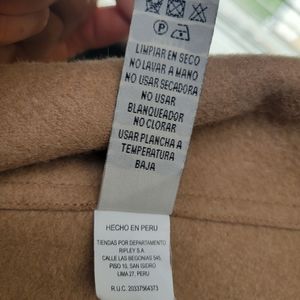 P
LIMPIAR EN SECO
NO LAVAR A MANO
NO USAR SECADORA
NO USAR
BLANQUEADOR
NO CLORAR
USAR PLANCHA A
TEMPERATURA
BAJA
HECHO EN PERU
TIENDAS POR DEPARTAMENTO
RIPLEY S.A.
CALLE LAS BEGONIAS 545,
PISO 10, SAN ISIDRO
LIMA 27, PERU
R.U.C. 20337564373